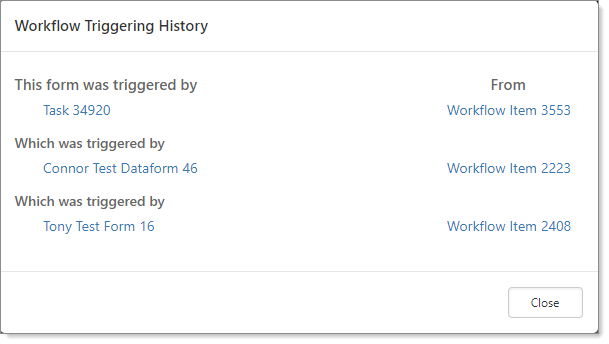 Workflow Triggering History
This form was triggered by From
Task 34920 Workflow Item 3553
Which was triggered by
Connor Test Dataform 46 Workflow Item 2223
Which was triggered by
Tony Test Form 16 Workflow Item 2408
Close